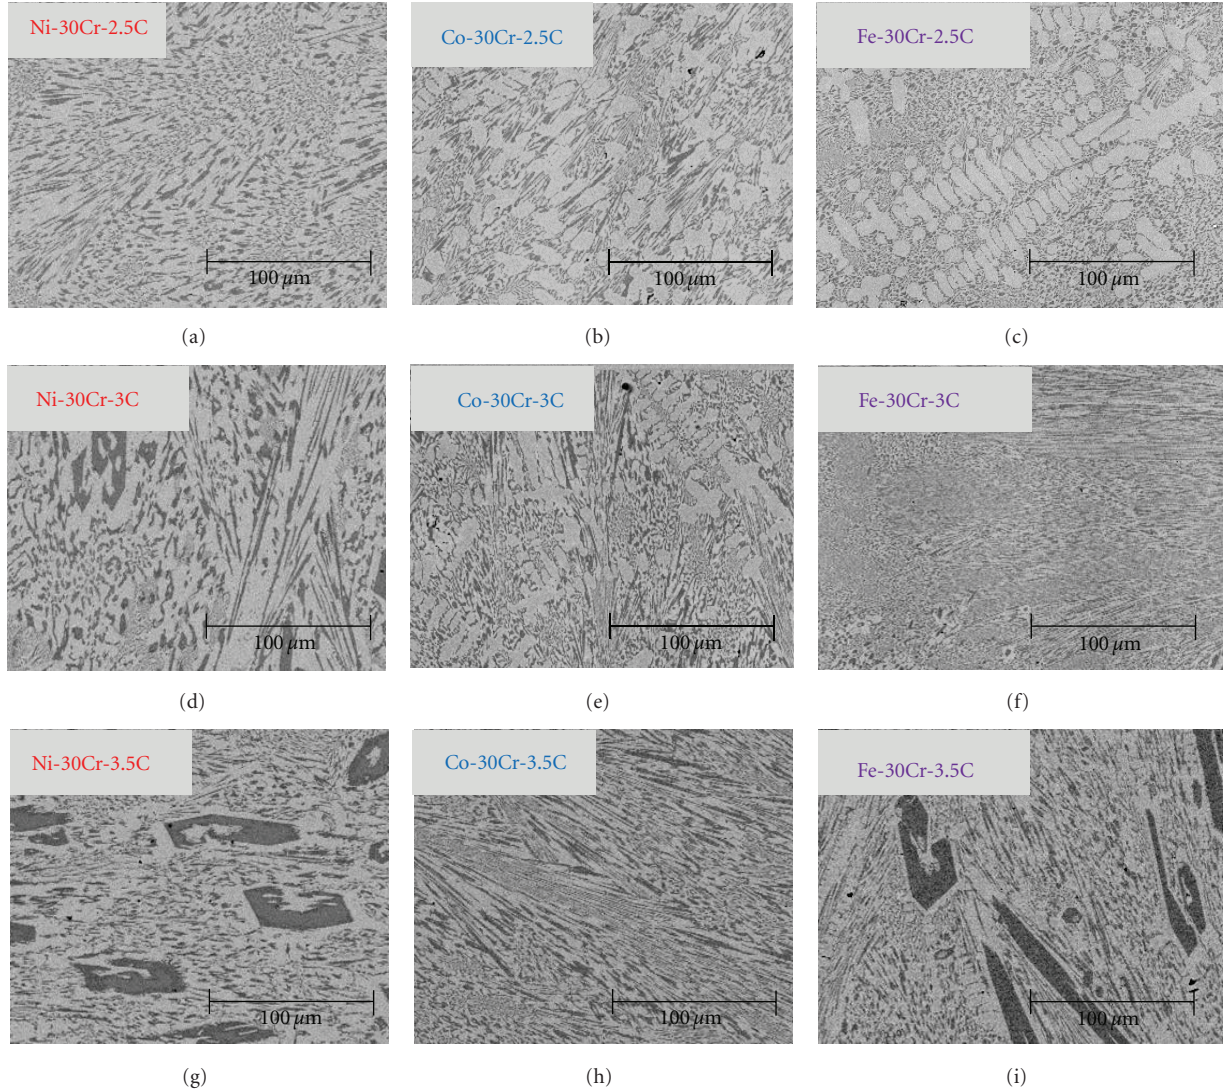 Ni-30Cr-2.5C
Co-30Cr-2.5C
Fe-30Cr-2.5C
100 µm
100 µm
100 µm
(a)
(b)
(c)
Ni-30Cr-3C
Co-30Cr-3C
Fe-30Cr-3C
100 µm
100 µm
100 µm
(d)
(e)
(f)
Ni-30Cr-3.5C
Co-30Cr-3.5C
Fe-30Cr-3.5C
100 µm
100 µm
100 µm
(g)
(h)
(i)